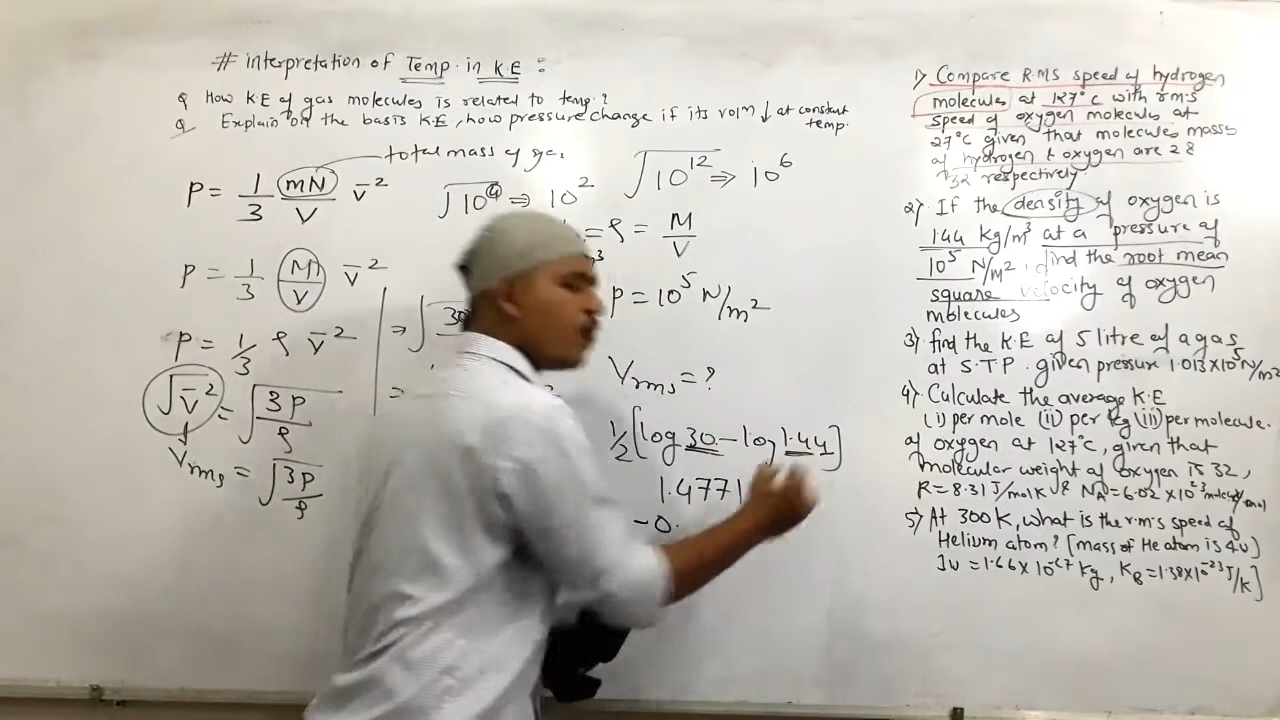 # interpretation of Temp. in K.E :
Q How K.E of gas molecules is related to temp?
Q Explain on the basis K.E, how pressure change if its volm ↓ at constant temp.
total mass of gas
P = 1/3 mN/V v̄²
√10⁴ ⇒ 10²
√10¹² ⇒ 10⁶
= ρ = M/V
P = 1/3 M/V v̄²
P = 10⁵ N/m²
P = 1/3 ρ v̄²
√v̄² = √3P/ρ
Vrms = √3P/ρ
⇒ √
=
Vrms = ?
1/2 [log 30 - log 1.44]
1.4771
-0.
1) Compare R.M.S speed of hydrogen
molecules at 127°c with r.m.s
speed of oxygen molecules at
27°c given that molecules masses
of hydrogen & oxygen are 2 &
32 respectively.
2) If the density of oxygen is
1.44 kg/m³ at a pressure of
10⁵ N/m², find the root mean
square velocity of oxygen
molecules
3) find the K.E of 5 litre of a gas
at S.T.P. given pressure 1.013×10⁵ N/m²
4) Calculate the average K.E
(i) per mole (ii) per kg (iii) per molecule.
of oxygen at 127°c, given that
molecular weight of oxygen is 32,
R = 8.31 J/mol K & NA = 6.02 × 10²³
5) At 300 K, what is the r.m.s speed of
Helium atom? [mass of He atom is 4u]
1u = 1.66 × 10 kg, KB = 1.38×10⁻²³ J/K]